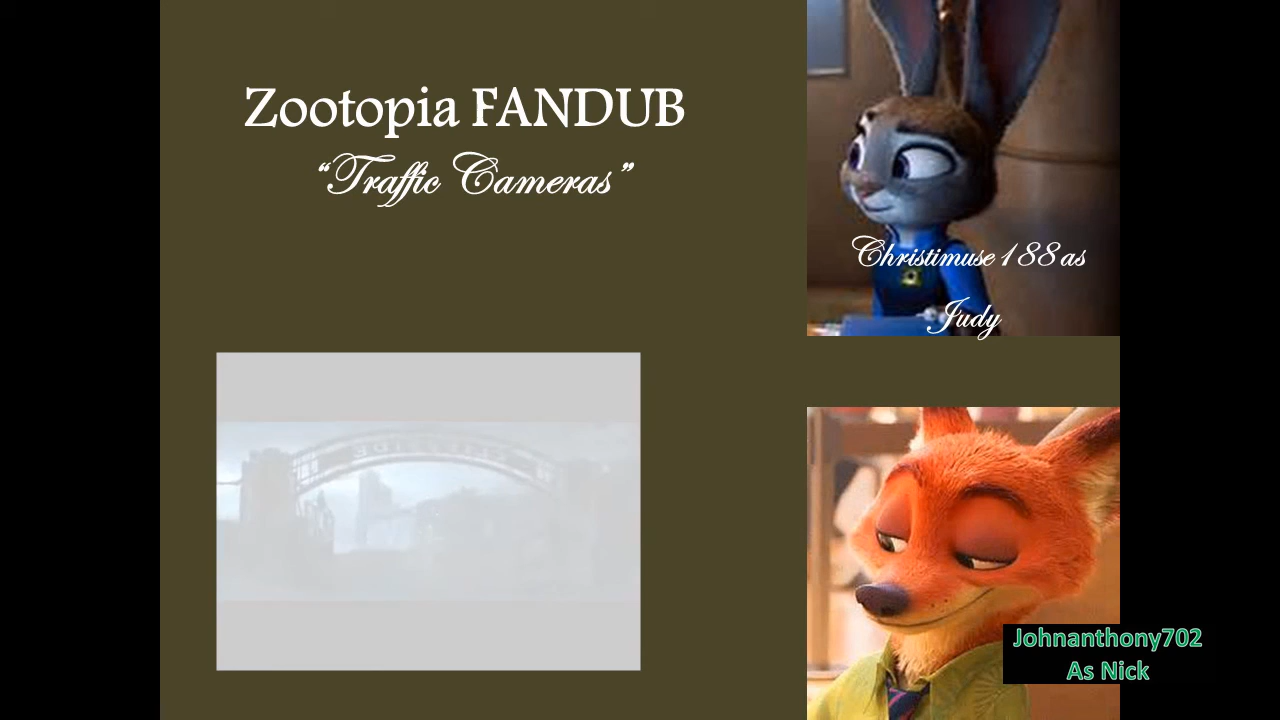 Zootopia FANDUB
“Traffic Cameras”
Christimuse188 as
Judy
Johnanthony702
As Nick